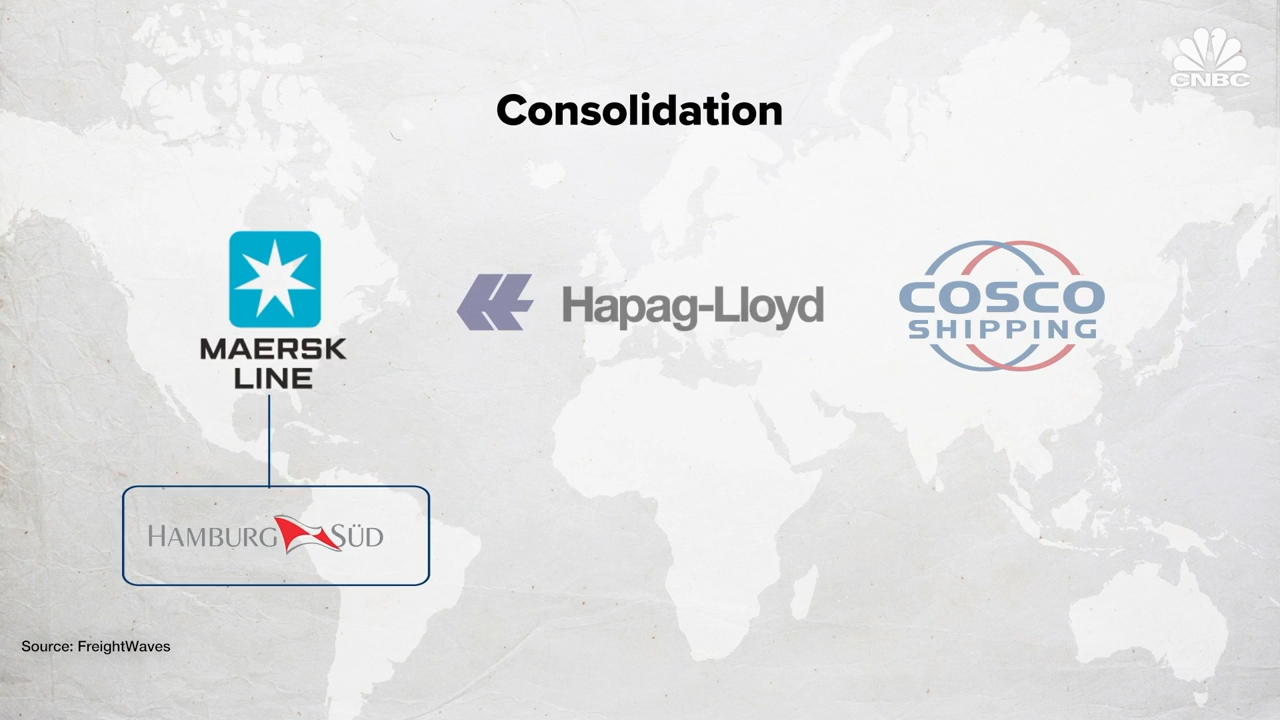 CNBC
Consolidation
MAERSK
LINE
Hapag-Lloyd
COSCO
SHIPPING
HAMBURG SÜD
Source: FreightWaves